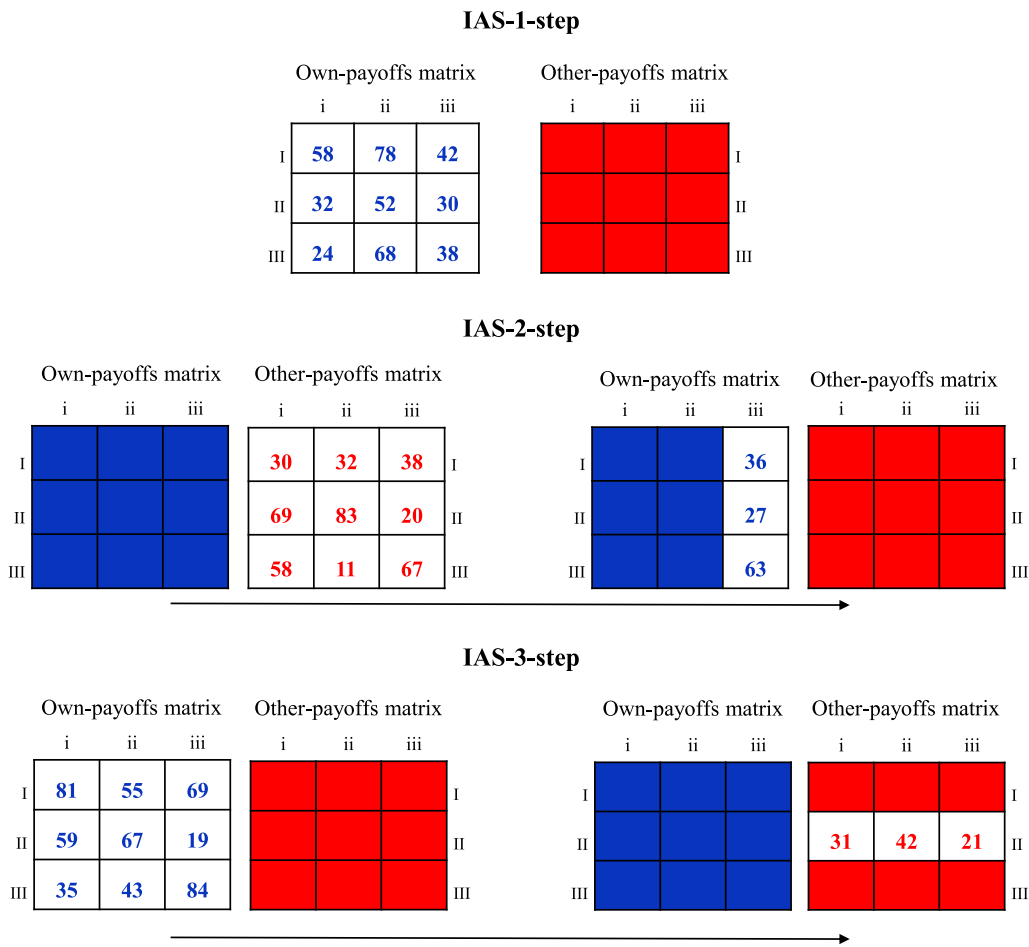 IAS-1-step
Own-payoffs matrix Other-payoffs matrix
i ii iii i ii iii
I 58 78 42 I
II 32 52 30 II
III 24 68 38 III
IAS-2-step
Own-payoffs matrix Other-payoffs matrix Own-payoffs matrix Other-payoffs matrix
i ii iii i ii iii i ii iii i ii iii
I 30 32 38 I I 36 I
II 69 83 20 II II 27 II
III 58 11 67 III III 63 III
IAS-3-step
Own-payoffs matrix Other-payoffs matrix Own-payoffs matrix Other-payoffs matrix
i ii iii i ii iii i ii iii i ii iii
I 81 55 69 I I I
II 59 67 19 II II 31 42 21 II
III 35 43 84 III III III